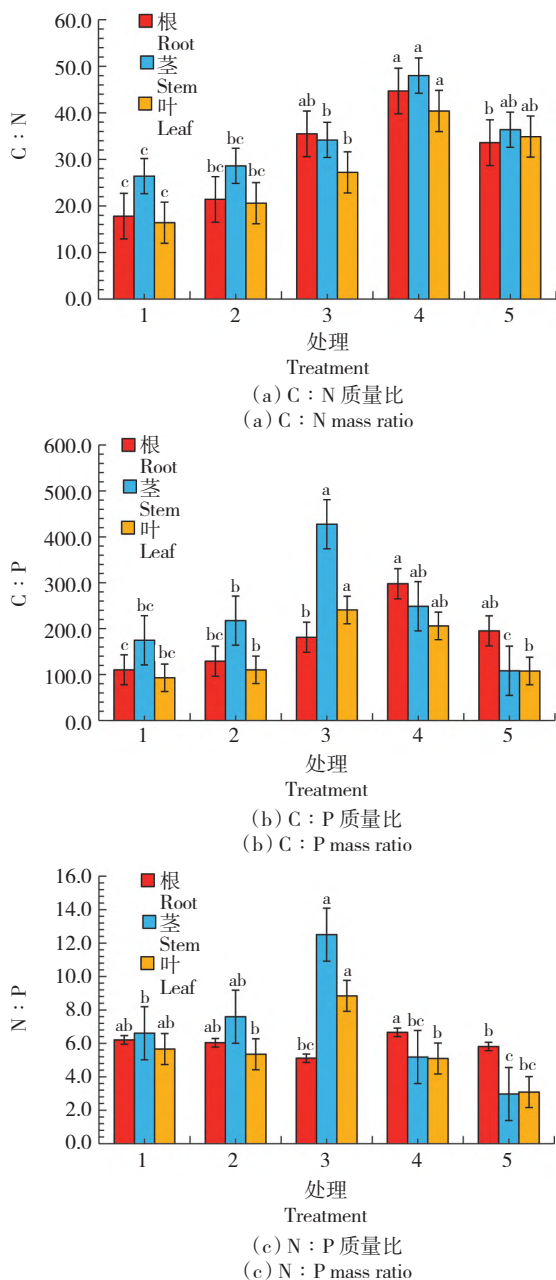 60.0
50.0
40.0
30.0
20.0
10.0
0.0
C：N
根
Root
茎
Stem
叶
Leaf
c c c
bc bc c
ab b b
a a a
b ab ab
1 2 3 4 5
处理
Treatment
(a) C：N 质量比
(a) C：N mass ratio
600.0
500.0
400.0
300.0
200.0
100.0
0.0
C：P
根
Root
茎
Stem
叶
Leaf
c bc bc
bc b b
b a a
a ab ab
ab c b
1 2 3 4 5
处理
Treatment
(b) C：P 质量比
(b) C：P mass ratio
16.0
14.0
12.0
10.0
8.0
6.0
4.0
2.0
0.0
N：P
根
Root
茎
Stem
叶
Leaf
ab b ab
ab ab b
bc a a
a bc b
b c bc
1 2 3 4 5
处理
Treatment
(c) N：P 质量比
(c) N：P mass ratio